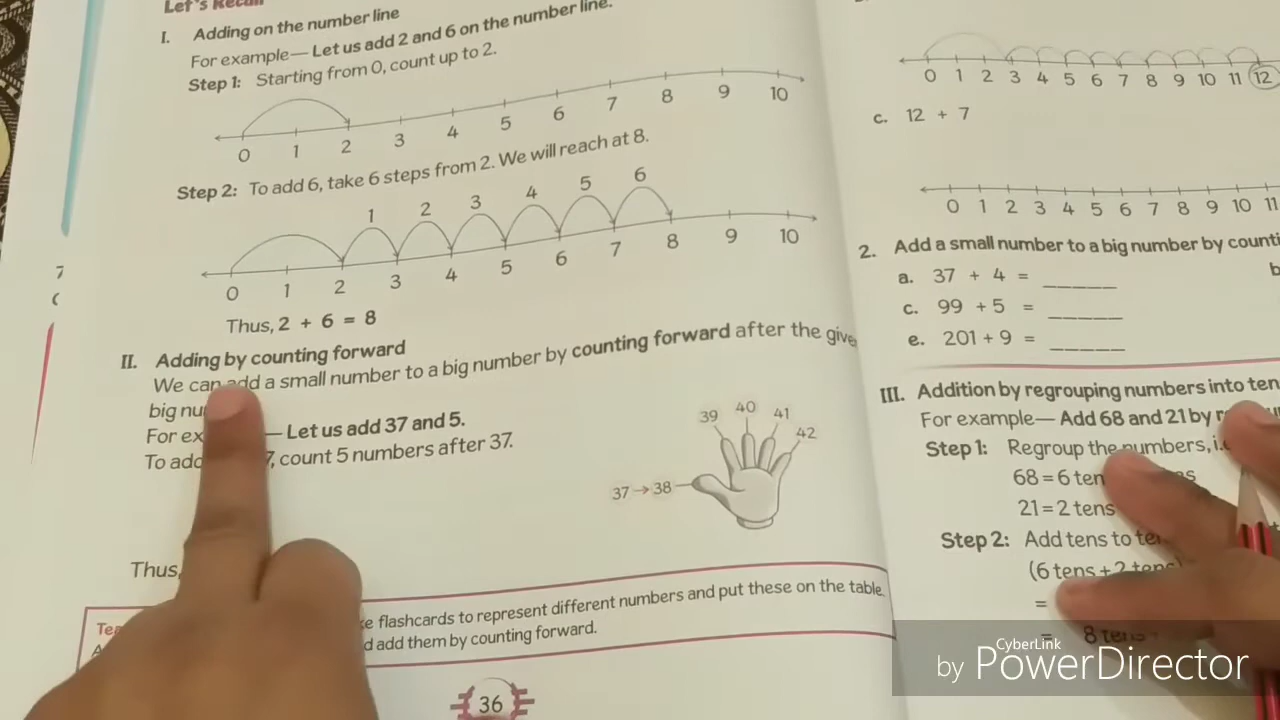 Let's Recall
I. Adding on the number line
For example— Let us add 2 and 6 on the number line.
Step 1: Starting from 0, count up to 2.
0 1 2 3 4 5 6 7 8 9 10
Step 2: To add 6, take 6 steps from 2. We will reach at 8.
1 2 3 4 5 6
0 1 2 3 4 5 6 7 8 9 10
Thus, 2 + 6 = 8
II. Adding by counting forward
We can add a small number to a big number by counting forward after the give
big nu
For ex — Let us add 37 and 5.
To add 7, count 5 numbers after 37.
37 → 38 39 40 41 42
Thus,
Tea
flashcards to represent different numbers and put these on the table.
d add them by counting forward.
36
0 1 2 3 4 5 6 7 8 9 10 11 12
c. 12 + 7
0 1 2 3 4 5 6 7 8 9 10 11
2. Add a small number to a big number by counti
a. 37 + 4 = _____
b
c. 99 + 5 = _____
e. 201 + 9 = _____
III. Addition by regrouping numbers into ten
For example— Add 68 and 21 by r
Step 1: Regroup the numbers, i.e
68 = 6 ten
21 = 2 tens
Step 2: Add tens to te
(6 tens + 2 tens)
=
= 8 tens
CyberLink
by PowerDirector